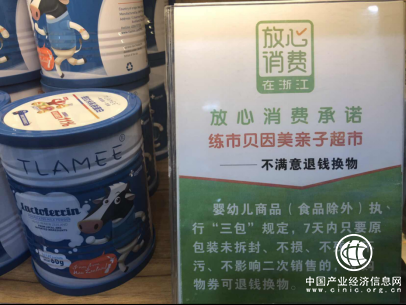 TLAMEE
Lactoferrin
60g
放心
消费
在浙江
放心消费承诺
练市贝因美亲子超市
——不满意退钱换物
婴幼儿商品（食品除外）执
行“三包”规定，7天内只要原
包装未拆封、不损、不
污、不影响二次销售的，
物券可退钱换物。
中国产业经济信息网
www.cinic.org.cn